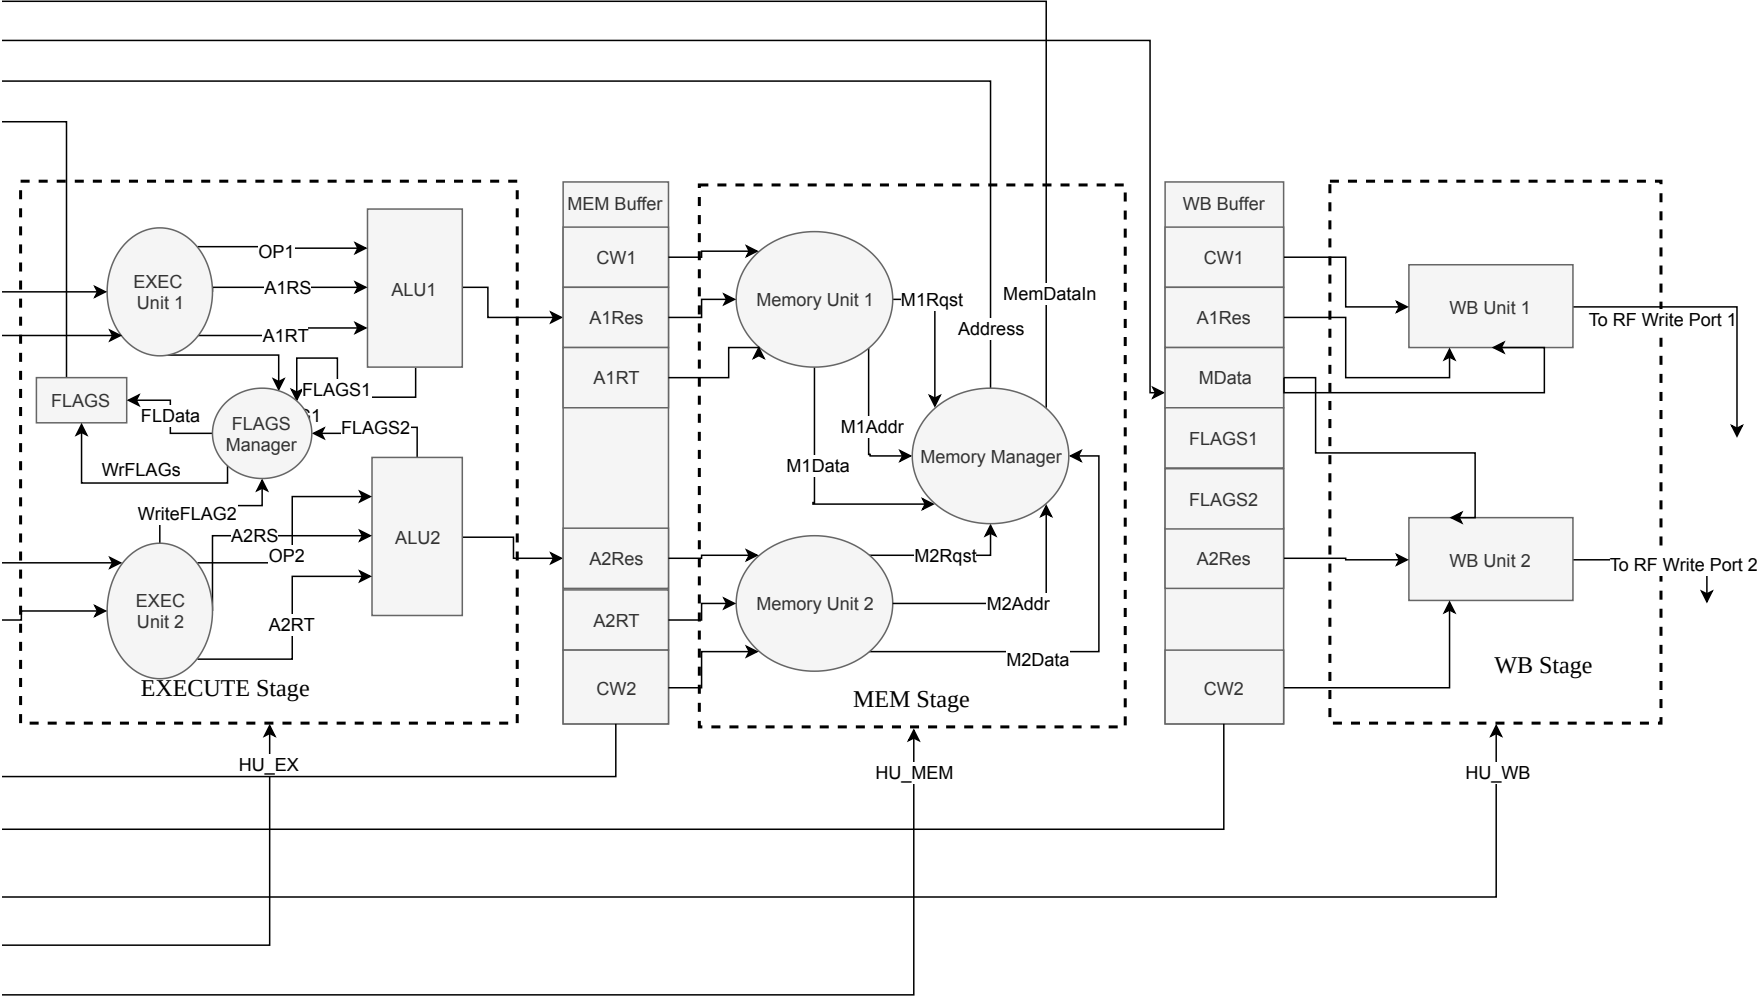 MEM Buffer
WB Buffer
OP1
CW1
CW1
EXEC
Unit 1
A1RS
ALU1
Memory Unit 1
M1Rqst
MemDataIn
A1Res
A1Res
WB Unit 1
To RF Write Port 1
Address
A1RT
A1RT
MData
FLAGS1
FLAGS
FLData
S1
FLAGS
Manager
FLAGS2
M1Addr
FLAGS1
Memory Manager
M1Data
WrFLAGs
FLAGS2
WriteFLAG2
A2RS
ALU2
OP2
M2Rqst
A2Res
A2Res
WB Unit 2
To RF Write Port 2
EXEC
Unit 2
Memory Unit 2
M2Addr
A2RT
A2RT
M2Data
WB Stage
EXECUTE Stage
CW2
MEM Stage
CW2
HU_EX
HU_MEM
HU_WB